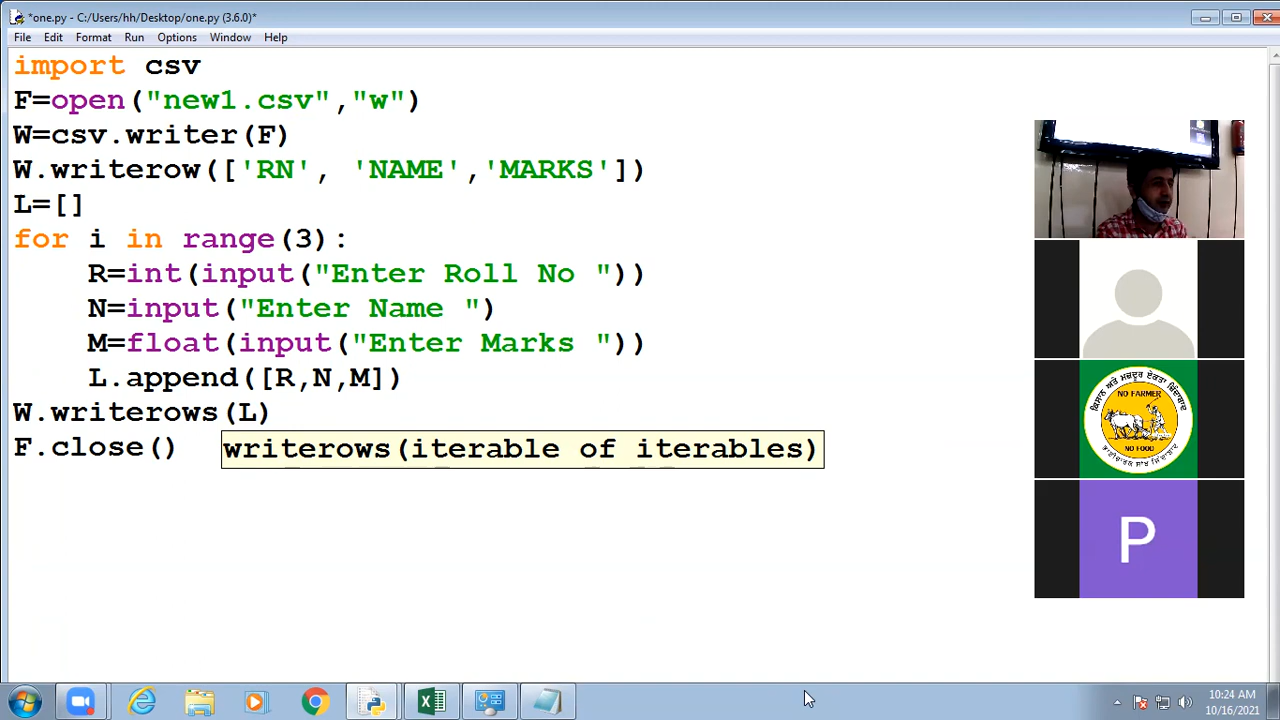 *one.py - C:/Users/hh/Desktop/one.py (3.6.0)*
File Edit Format Run Options Window Help
import csv
F=open("new1.csv","w")
W=csv.writer(F)
W.writerow(['RN', 'NAME','MARKS'])
L=[]
for i in range(3):
R=int(input("Enter Roll No "))
N=input("Enter Name ")
M=float(input("Enter Marks "))
L.append([R,N,M])
W.writerows(L)
F.close()
writerows(iterable of iterables)
ਕਿਸਾਨ ਅਤੇ ਮਜ਼ਦੂਰ ਏਕਤਾ ਜ਼ਿੰਦਾਬਾਦ
NO FARMER
NO FOOD
P
10:24 AM
10/16/2021